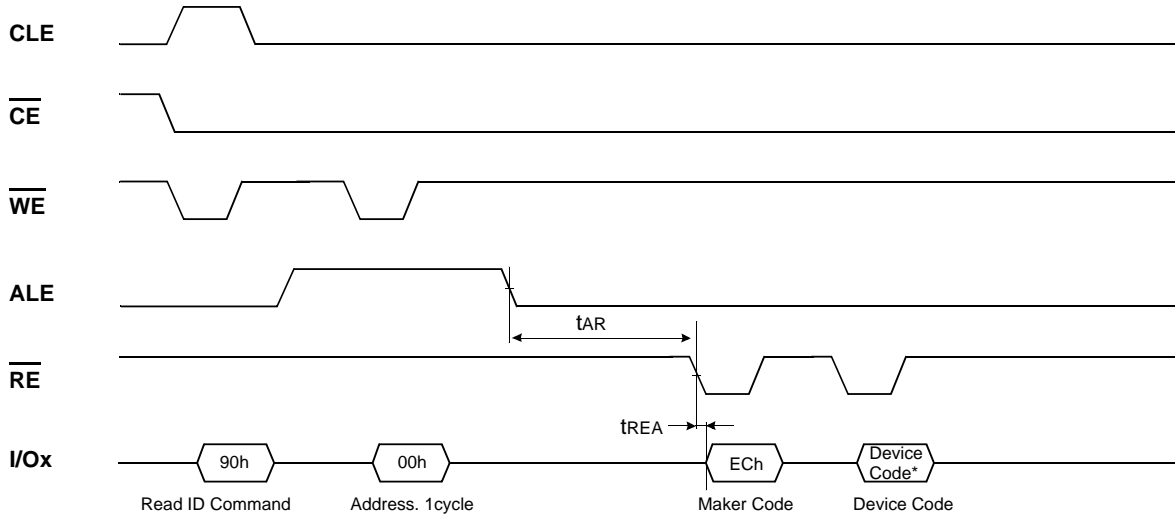 CLE
CE
WE
ALE
tAR
RE
tREA
I/Ox
90h
00h
ECh
Device
Code*
Read ID Command
Address. 1cycle
Maker Code
Device Code